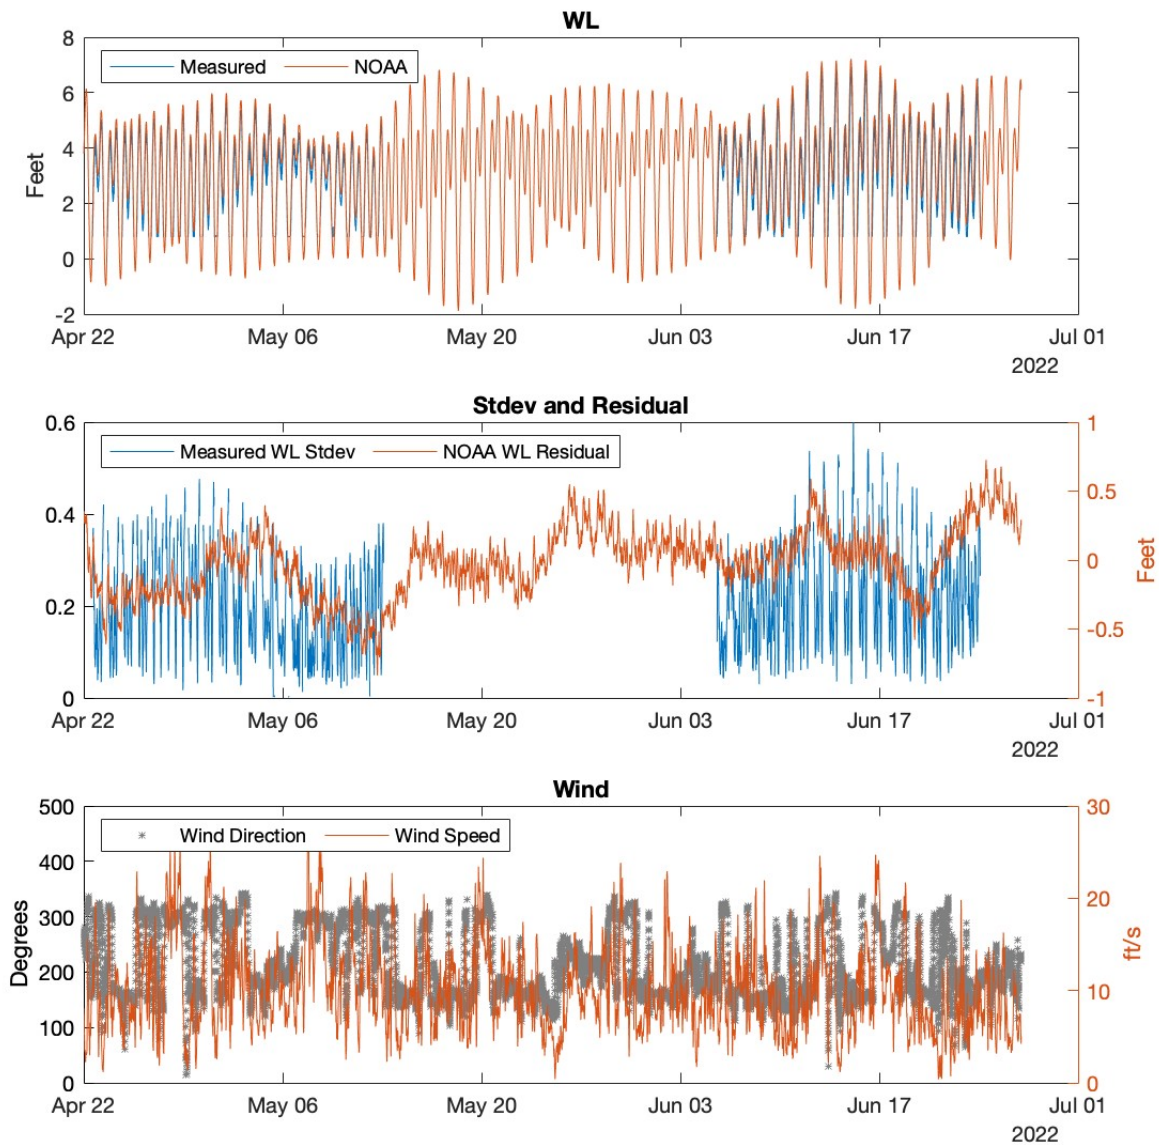 WL
8
6
4
2
0
-2
Feet
Measured NOAA
Apr 22 May 06 May 20 Jun 03 Jun 17 Jul 01
2022
Stdev and Residual
0.6
0.4
0.2
0
Measured WL Stdev NOAA WL Residual
1
0.5
0
-0.5
-1
Feet
Apr 22 May 06 May 20 Jun 03 Jun 17 Jul 01
2022
Wind
500
400
300
200
100
0
Degrees
Wind Direction Wind Speed
30
20
10
0
ft/s
Apr 22 May 06 May 20 Jun 03 Jun 17 Jul 01
2022